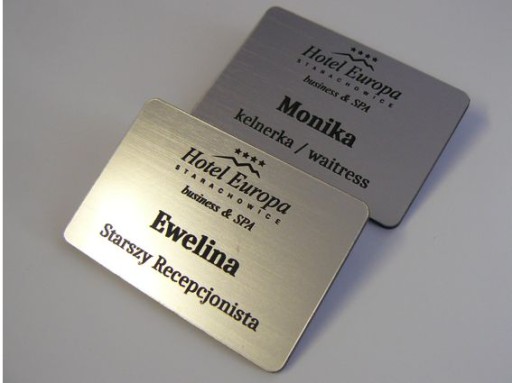 Hotel Europa
STARACHOWICE
business & SPA
Monika
kelnerka / waitress
Hotel Europa
STARACHOWICE
business & SPA
Ewelina
Starszy Recepcjonista